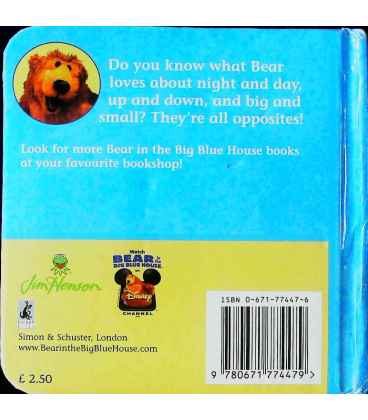 Do you know what Bear
loves about night and day,
up and down, and big and
small? They're all opposites!
Look for more Bear in the Big Blue House books
at your favourite bookshop!
Jim Henson
Watch
BEAR in the
BIG BLUE HOUSE
on
Disney
CHANNEL
Simon & Schuster, London
www.BearintheBigBlueHouse.com
£ 2.50
ISBN 0-671-77447-6
9 780671 774479 >